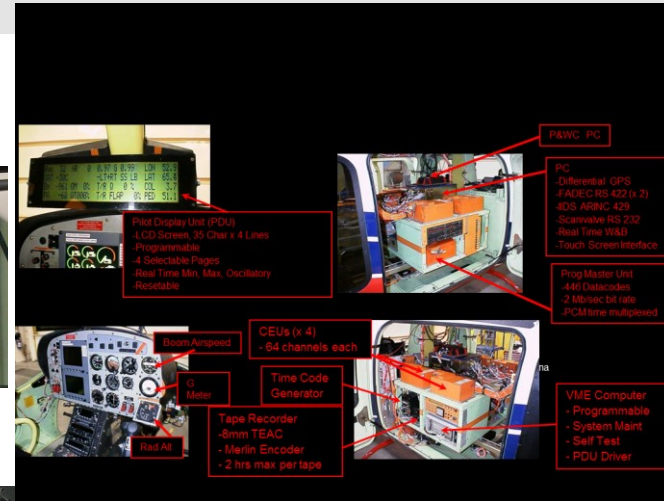 P&WC PC
PC
-Differential GPS
-FADEC RS 422 (x 2)
-IIDS ARINC 429
-Scanivalve RS 232
-Real Time W&B
-Touch Screen Interface
Pilot Display Unit (PDU)
-LCD Screen, 35 Char x 4 Lines
-Programmable
-4 Selectable Pages
-Real Time Min, Max, Oscillatory
-Resetable
Prog Master Unit
-446 Datacodes
-2 Mb/sec bit rate
-PCM time multiplexed
Boom Airspeed
CEUs (x 4)
- 64 channels each
G
Meter
Time Code
Generator
na
Rad Alt
Tape Recorder
-8mm TEAC
- Merlin Encoder
- 2 hrs max per tape
VME Computer
- Programmable
- System Maint
- Self Test
- PDU Driver